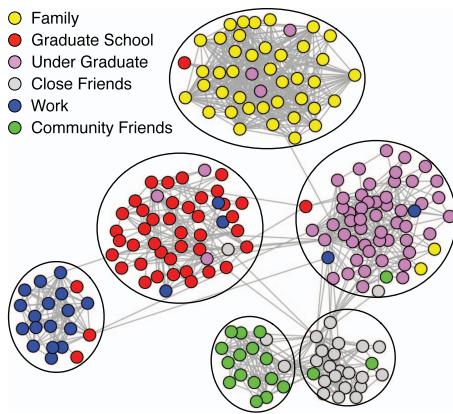 Family
Graduate School
Under Graduate
Close Friends
Work
Community Friends